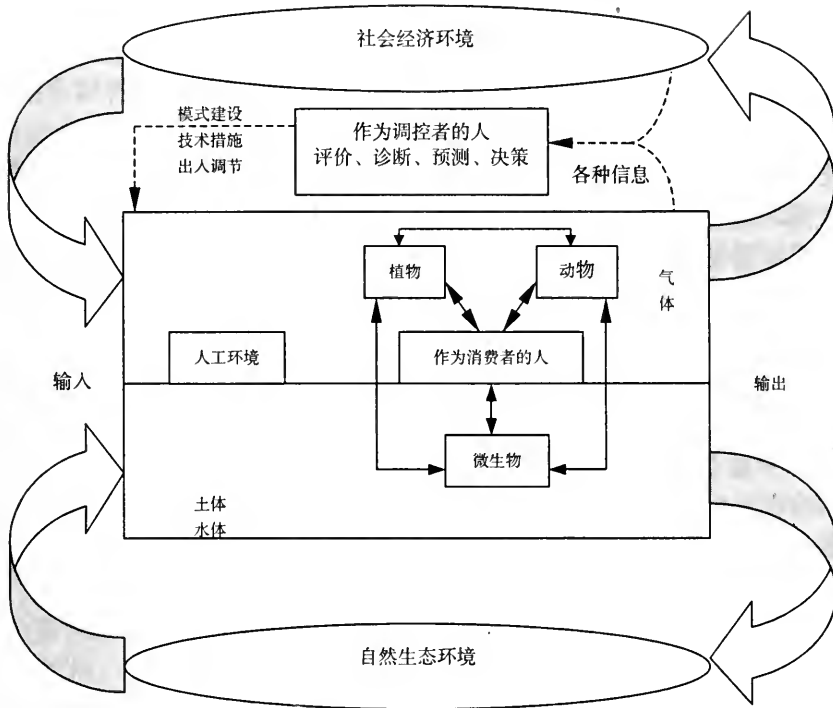 社会经济环境
模式建设
技术措施
出人调节
作为调控者的人
评价、诊断、预测、决策
各种信息
植物
动物
气
体
人工环境
作为消费者的人
输入
输出
微生物
土体
水体
自然生态环境